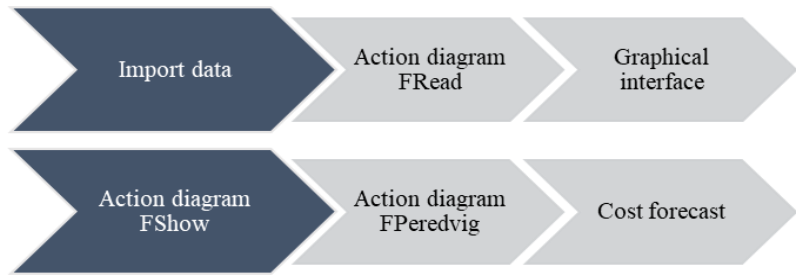 Import data
Action diagram
FRead
Graphical
interface
Action diagram
FShow
Action diagram
FPeredvig
Cost forecast